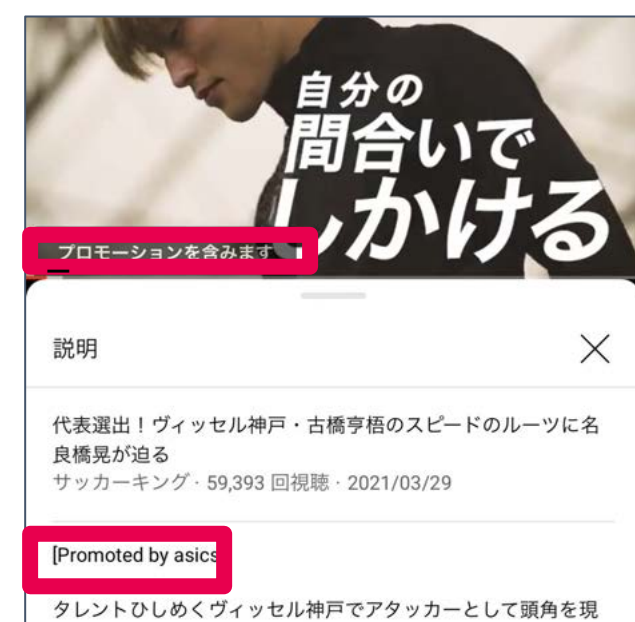 自分の
間合いで
しかける
プロモーションを含みます
説明
代表選出！ヴィッセル神戸・古橋亨梧のスピードのルーツに名
良橋晃が迫る
サッカーキング · 59,393 回視聴 · 2021/03/29
[Promoted by asics
タレントひしめくヴィッセル神戸でアタッカーとして頭角を現